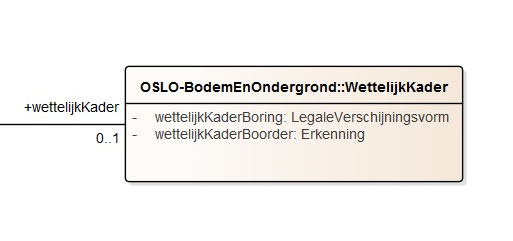 OSLO-BodemEnOndergrond::WettelijkKader
+wettelijkKader
0..1
- wettelijkKaderBoring: LegaleVerschijningsvorm
- wettelijkKaderBoorder: Erkenning